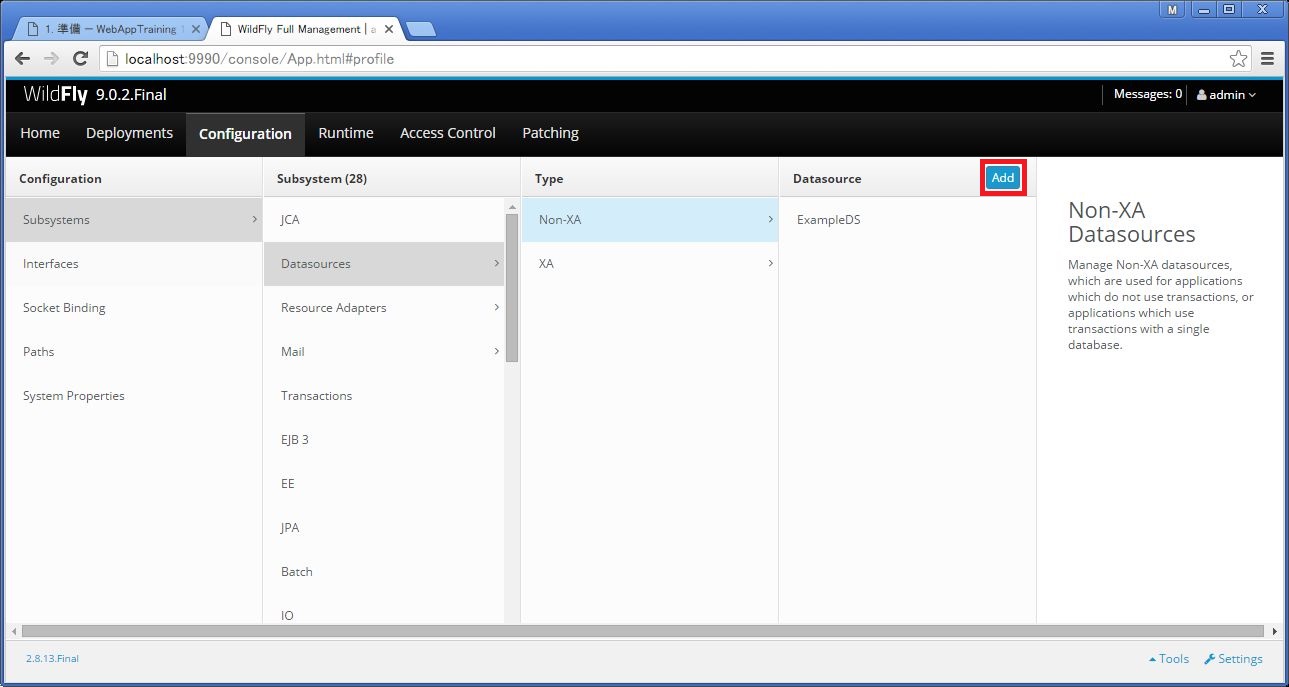 M
1. 準備 — WebAppTraining
WildFly Full Management | a
localhost:9990/console/App.html#profile
WildFly 9.0.2.Final
Messages: 0
admin
Home Deployments Configuration Runtime Access Control Patching
Configuration
Subsystems
Interfaces
Socket Binding
Paths
System Properties
Subsystem (28)
JCA
Datasources
Resource Adapters
Mail
Transactions
EJB 3
EE
JPA
Batch
IO
Type
Non-XA
XA
Datasource
Add
ExampleDS
Non-XA
Datasources
Manage Non-XA datasources,
which are used for applications
which do not use transactions, or
applications which use
transactions with a single
database.
2.8.13.Final
Tools
Settings